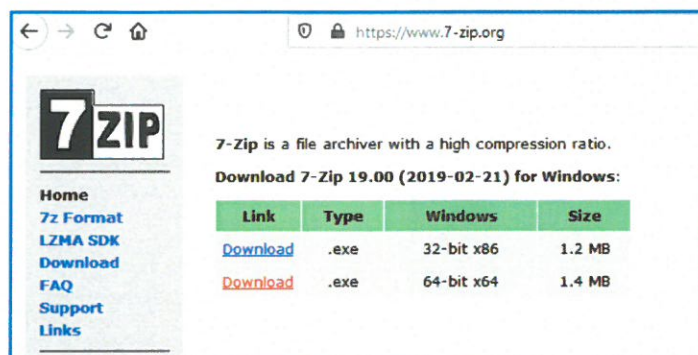 https://www.7-zip.org
7ZIP
7-Zip is a file archiver with a high compression ratio.
Download 7-Zip 19.00 (2019-02-21) for Windows:
Link Type Windows Size
Download .exe 32-bit x86 1.2 MB
Download .exe 64-bit x64 1.4 MB
Home
7z Format
LZMA SDK
Download
FAQ
Support
Links